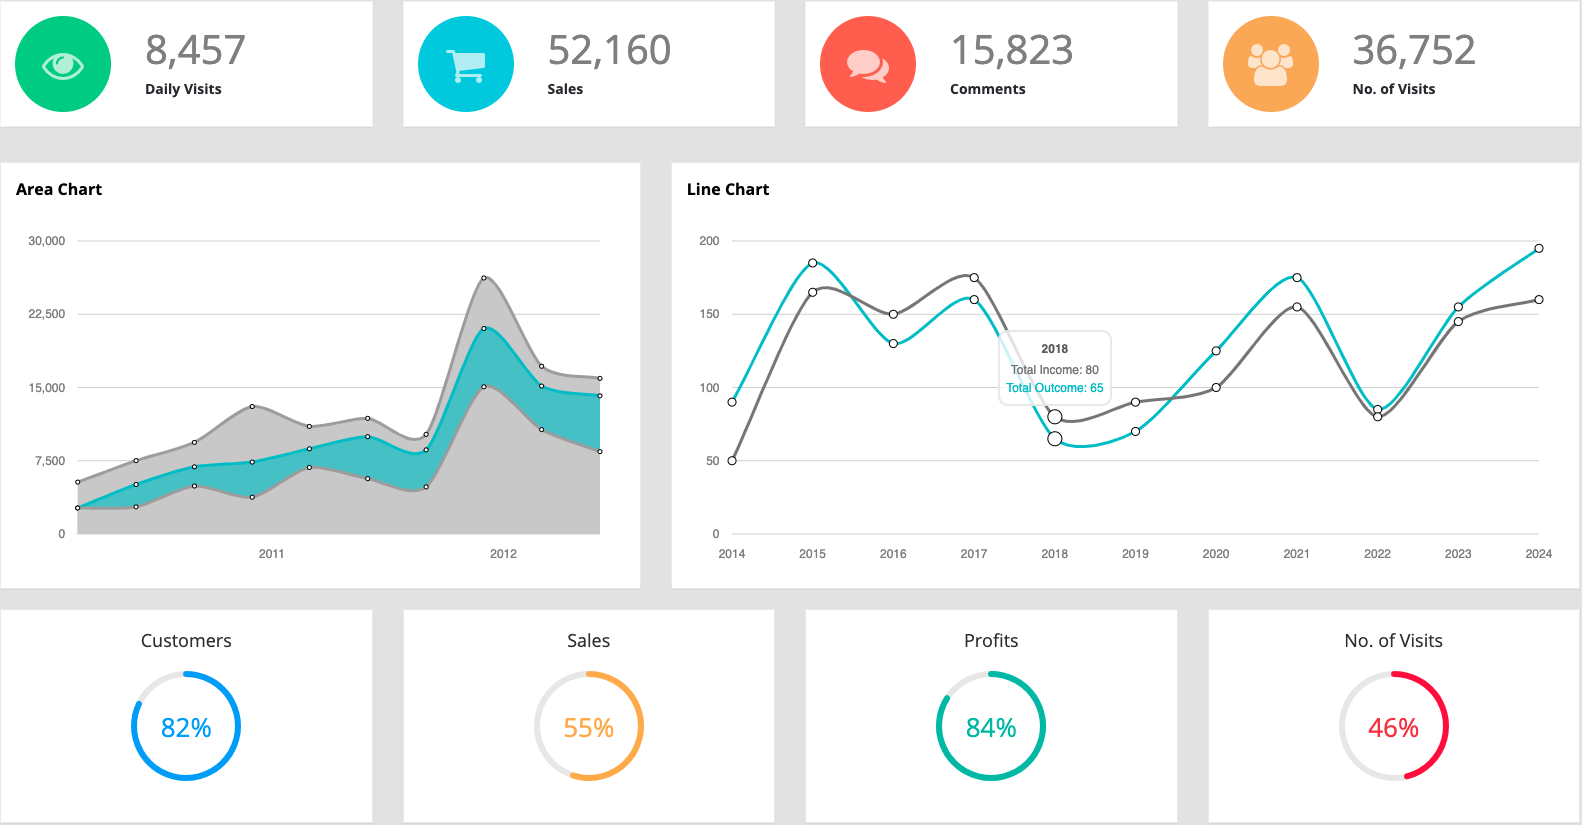 8,457
Daily Visits
52,160
Sales
15,823
Comments
36,752
No. of Visits
Area Chart
30,000
22,500
15,000
7,500
0
2011
2012
Line Chart
200
150
100
50
0
2014
2015
2016
2017
2018
2019
2020
2021
2022
2023
2024
2018
Total Income: 80
Total Outcome: 65
Customers
82%
Sales
55%
Profits
84%
No. of Visits
46%